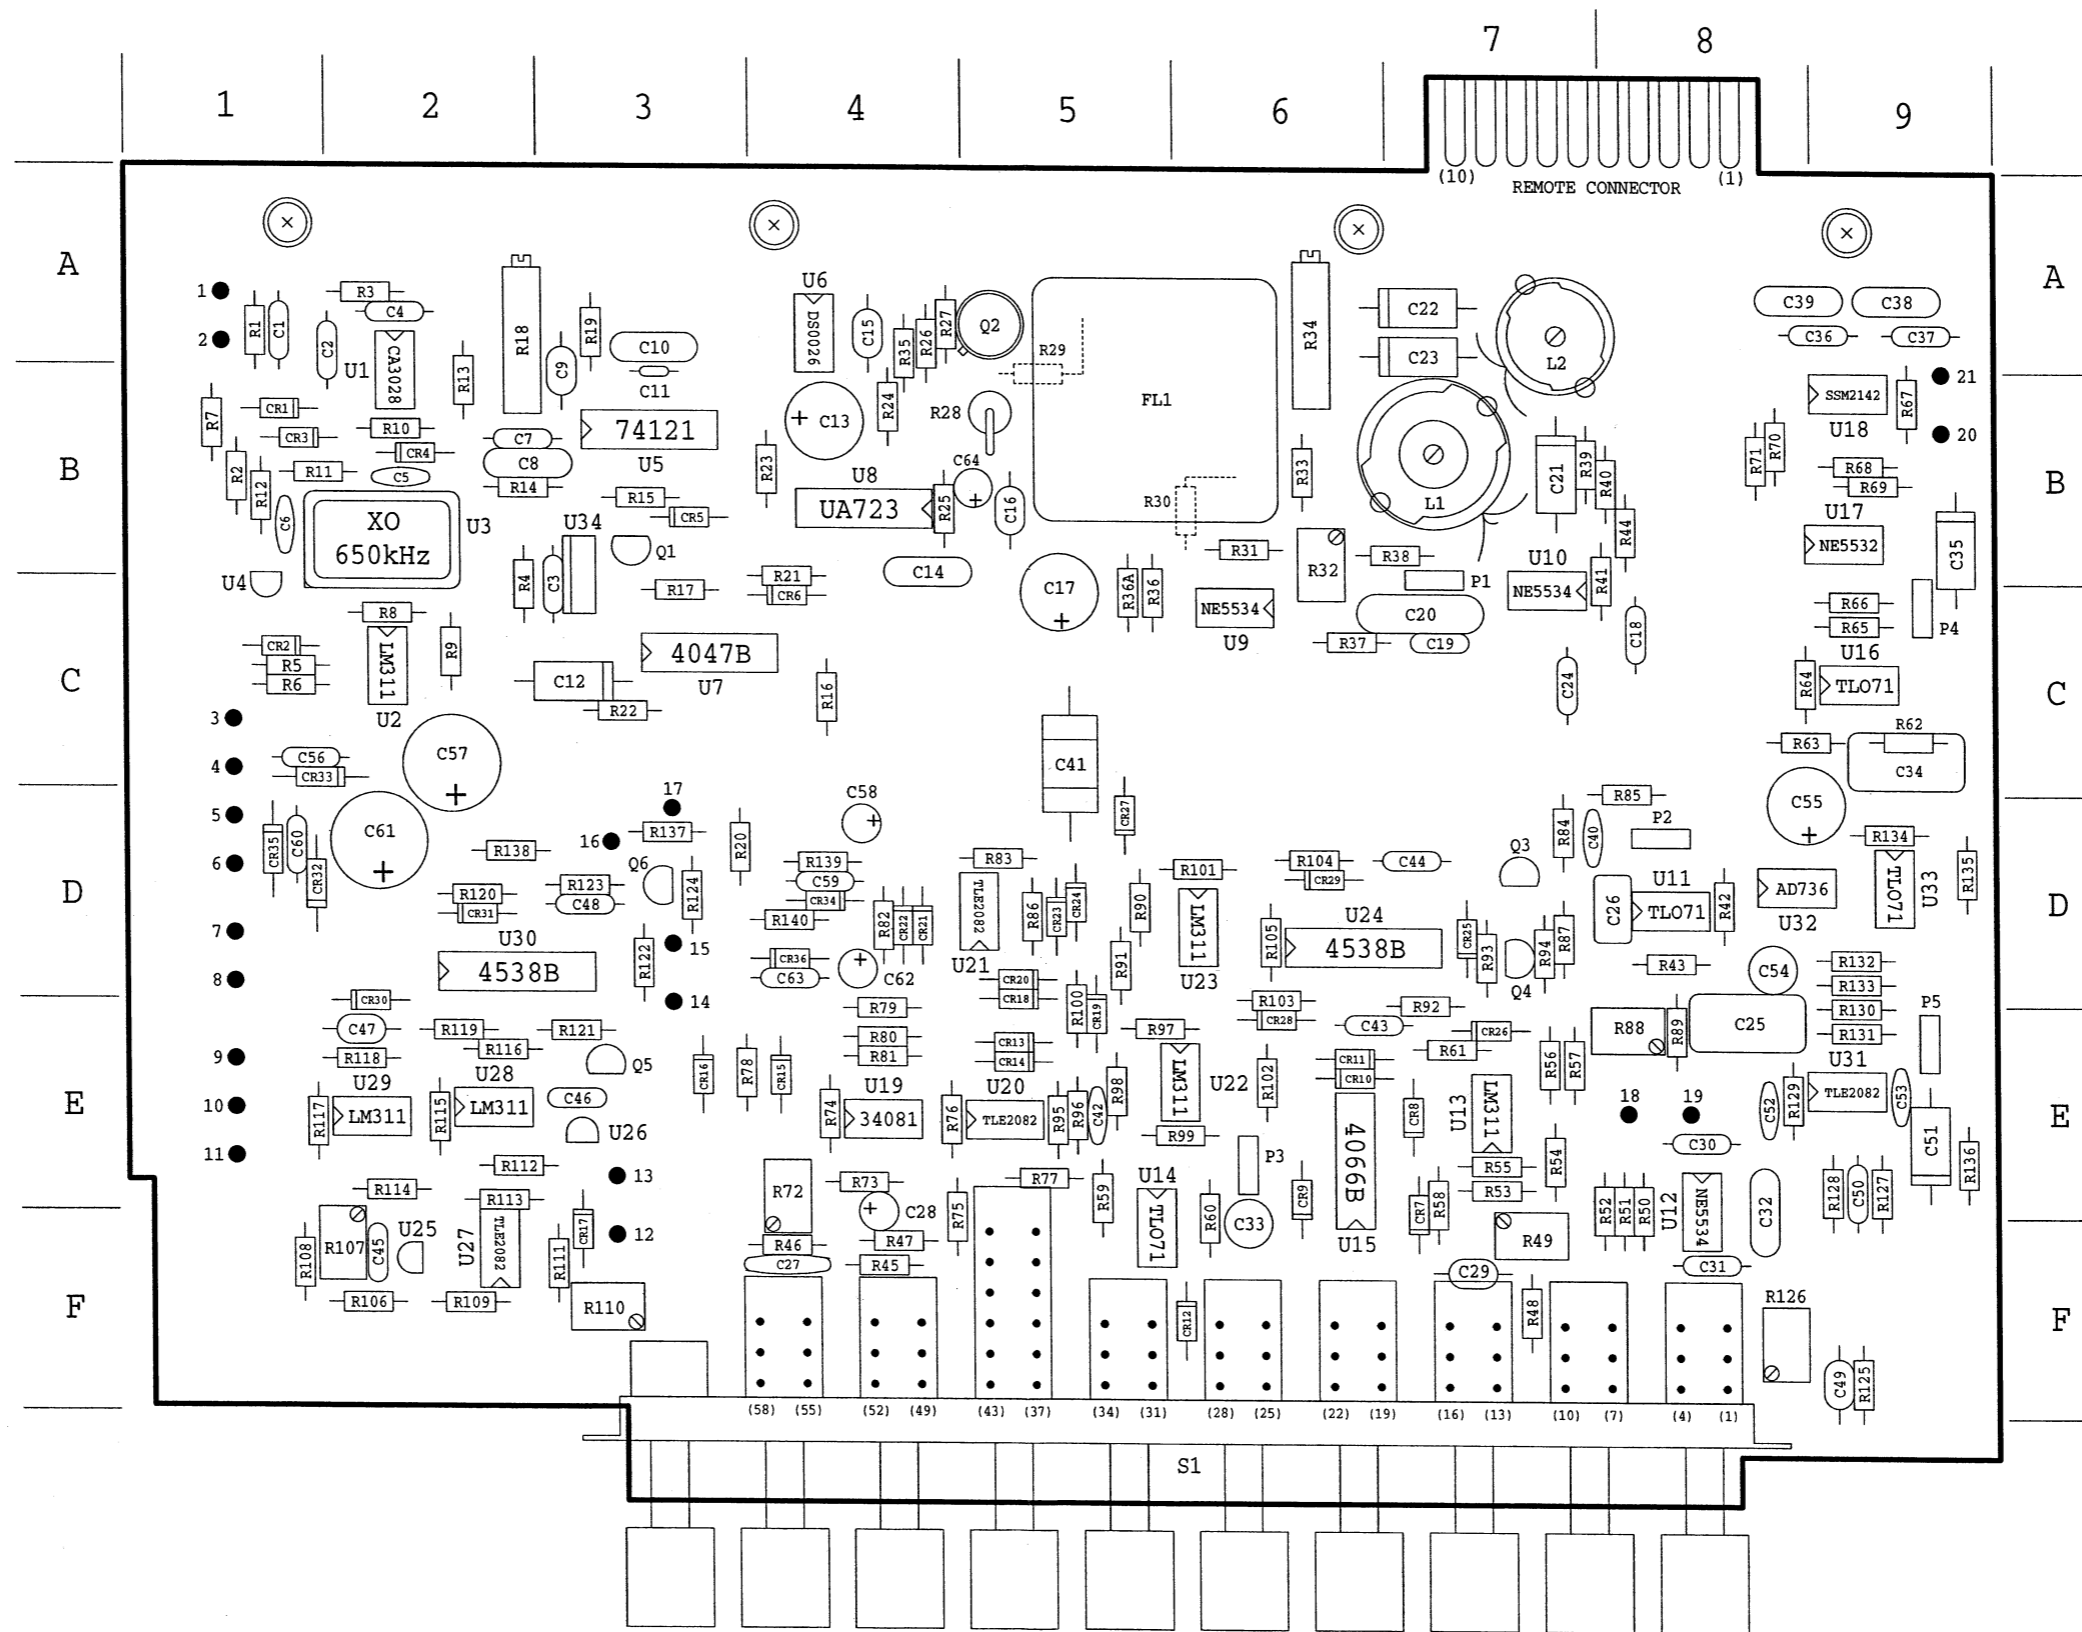 7 8
1 2 3 4 5 6 9
(10) REMOTE CONNECTOR (1)
A A
1 R3 C4 U6 C22 C39 C38
R1 C1 C2 R18 R19 C10 DS0026 C15 R35 R26 R27 Q2 R34 L2 C36 C37
2 U1 CA3028 R13 C9 C11 R29 C23
R7 CR1 R24 FL1 SSM2142 R67 21
CR3 R10 C7 74121 C13 R28 U18 20
CR4 C8 U5 R23 R33 L1 C21 R39 R40 R71 R70
B B
R2 R12 R11 C5 R14 R15 U8 C64 R68
C6 XO U3 U34 CR5 UA723 R25 C16 R30 R44 R69
650kHz Q1 R31 R32 R38 U10 U17
NE5532 C35
U4 R4 C3 R17 R21 C14 C17 R36A R36 P1 NE5534 R41
R8 CR6 NE5534 C20 R66
CR2 LM311 R9 4047B U9 R37 C19 C18 R65 P4
R5 U7 U16
R6 C12 R16 C24 R64 TLO71
C C
U2 R22
3 C57 R63 R62
C56 C41 C34
4 CR33 17 C58 R85 C55
5 C61 16 R137 R20 CR27 R84 C40 P2 R134
CR35 C60 R138 R139 R83 R101 R104 C44 Q3
6 CR32 R120 R123 Q6 R124 C59 CR29 U11 AD736 TLO71 U33 R135
CR31 C48 CR34 TLE2082 R86 CR23 CR24 R90 LM311 C26 TLO71 R42 U32
D D
R140 R82 CR22 CR21 U24
7 U30 R122 15 CR36 U21 R91 R105 4538B CR25 R93 R94 R87
4538B C63 C62 U23 Q4 R43 C54 R132
8 CR20 R133
CR30 14 R79 CR18 R100 CR19 R103 R92 P5
C47 R119 R121 R80 R97 CR28 C43 CR26 R88 R89 C25 R130
R118 R116 R81 CR13 R61 R131
9 Q5 CR16 R78 CR15 CR14 LM311 U22 R102 CR11 R56 R57 U31
U29 U28 U19 U20 R98 CR10 LM311 U13
E E
10 R117 LM311 R115 LM311 C46 R74 34081 R76 TLE2082 R95 R96 C42 4066B CR8 18 19 C52 R129 TLE2082 C53
11 U26 R99 P3 C30 C51
R112 13 R73 R77 U14 R55 R54 R136
R114 R113 R72 C28 R59 CR9 R53 R52 R51 R50 NE5534 C32 R128 C50 R127
R107 C45 U25 TLE2082 U27 CR17 12 R46 R47 R75 TLO71 R60 C33 U15 CR7 R58 R49 U12
R108 R111 C27 R45 C29 C31
F F
R106 R109 R110 CR12 R48 R126
C49 R125
(58) (55) (52) (49) (43) (37) (34) (31) (28) (25) (22) (19) (16) (13) (10) (7) (4) (1)
S1